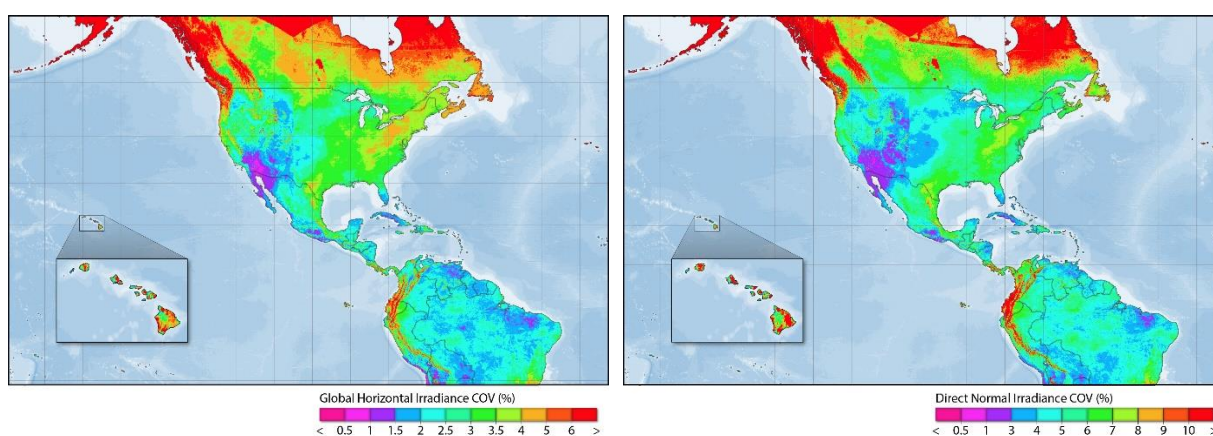 Global Horizontal Irradiance COV (%)
< 0.5 1 1.5 2 2.5 3 3.5 4 5 6 >
Direct Normal Irradiance COV (%)
< 0.5 1 3 4 5 6 7 8 9 10 >